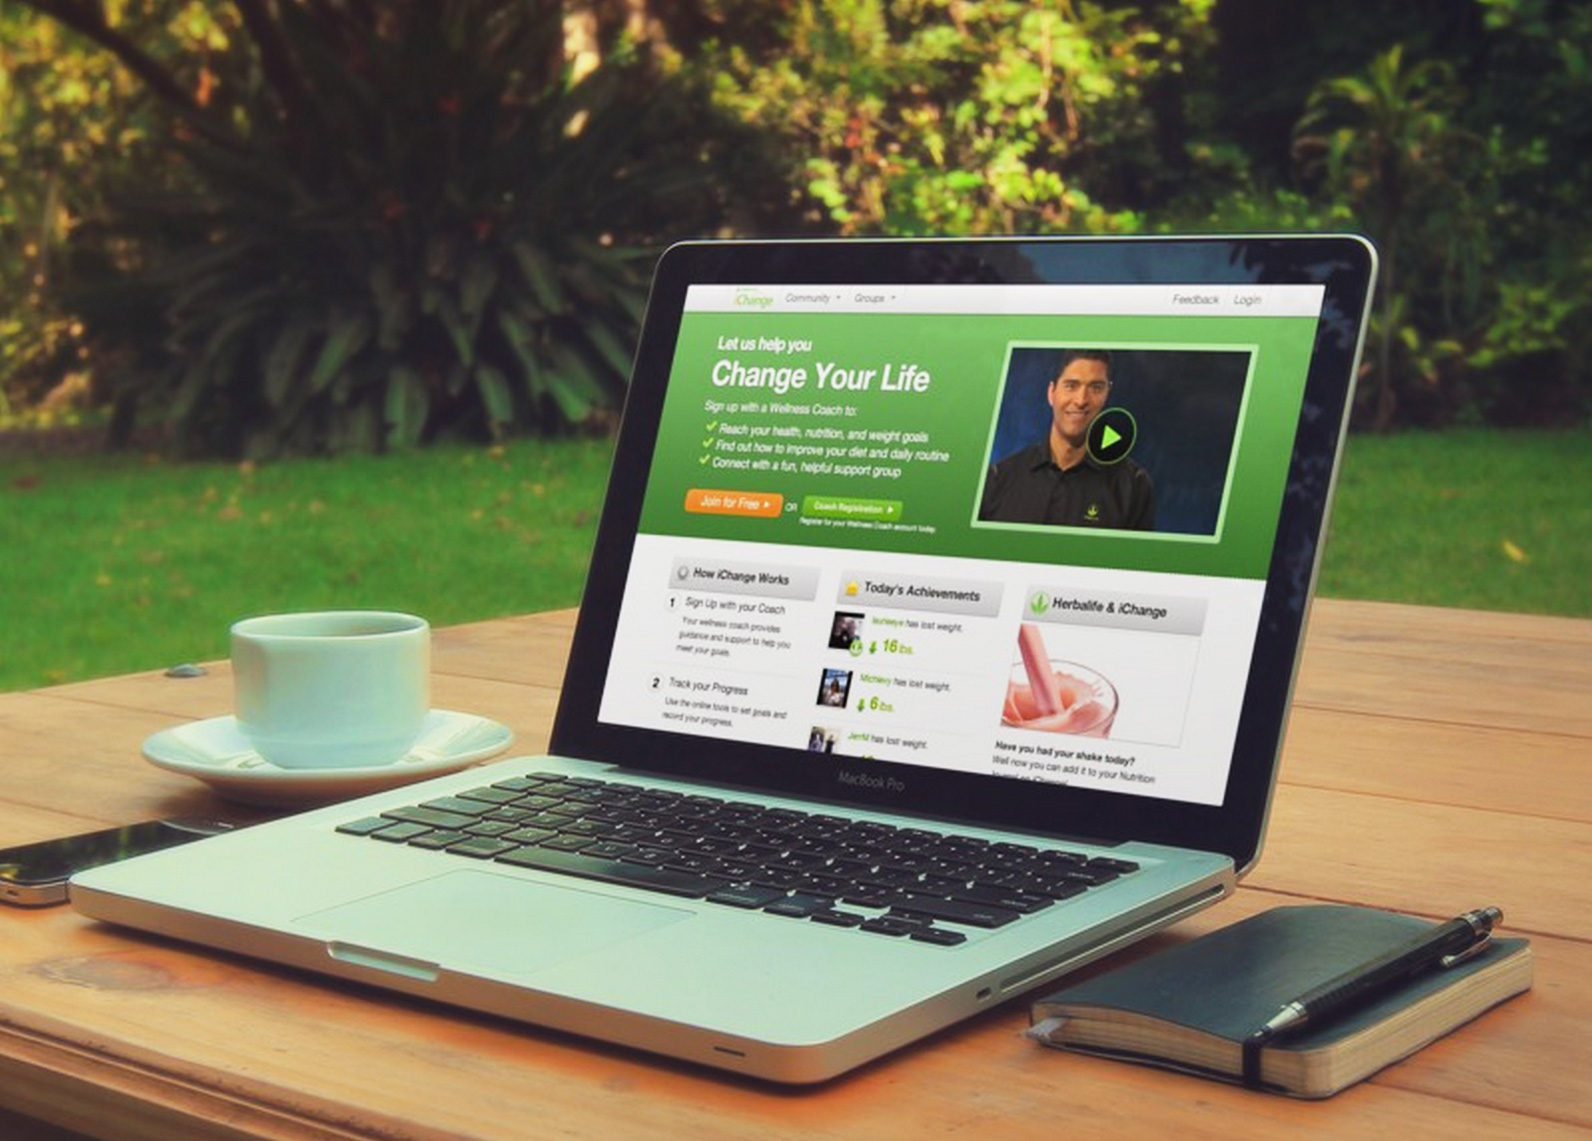 iChange Community Groups Feedback Login
Let us help you
Change Your Life
Sign up with a Wellness Coach to:
Reach your health, nutrition, and weight goals
Find out how to improve your diet and daily routine
Connect with a fun, helpful support group
Join for Free OR Coach Registration
Register for your Wellness Coach account today.
How iChange Works
1 Sign Up with your Coach
Your wellness coach provides
guidance and support to help you
meet your goals.
2 Track your Progress
Use the online tools to set goals and
record your progress.
Today's Achievements
has lost weight.
16 lbs.
has lost weight.
6 lbs.
JenM has lost weight.
Herbalife & iChange
Have you had your shake today?
Well now you can add it to your Nutrition
MacBook Pro